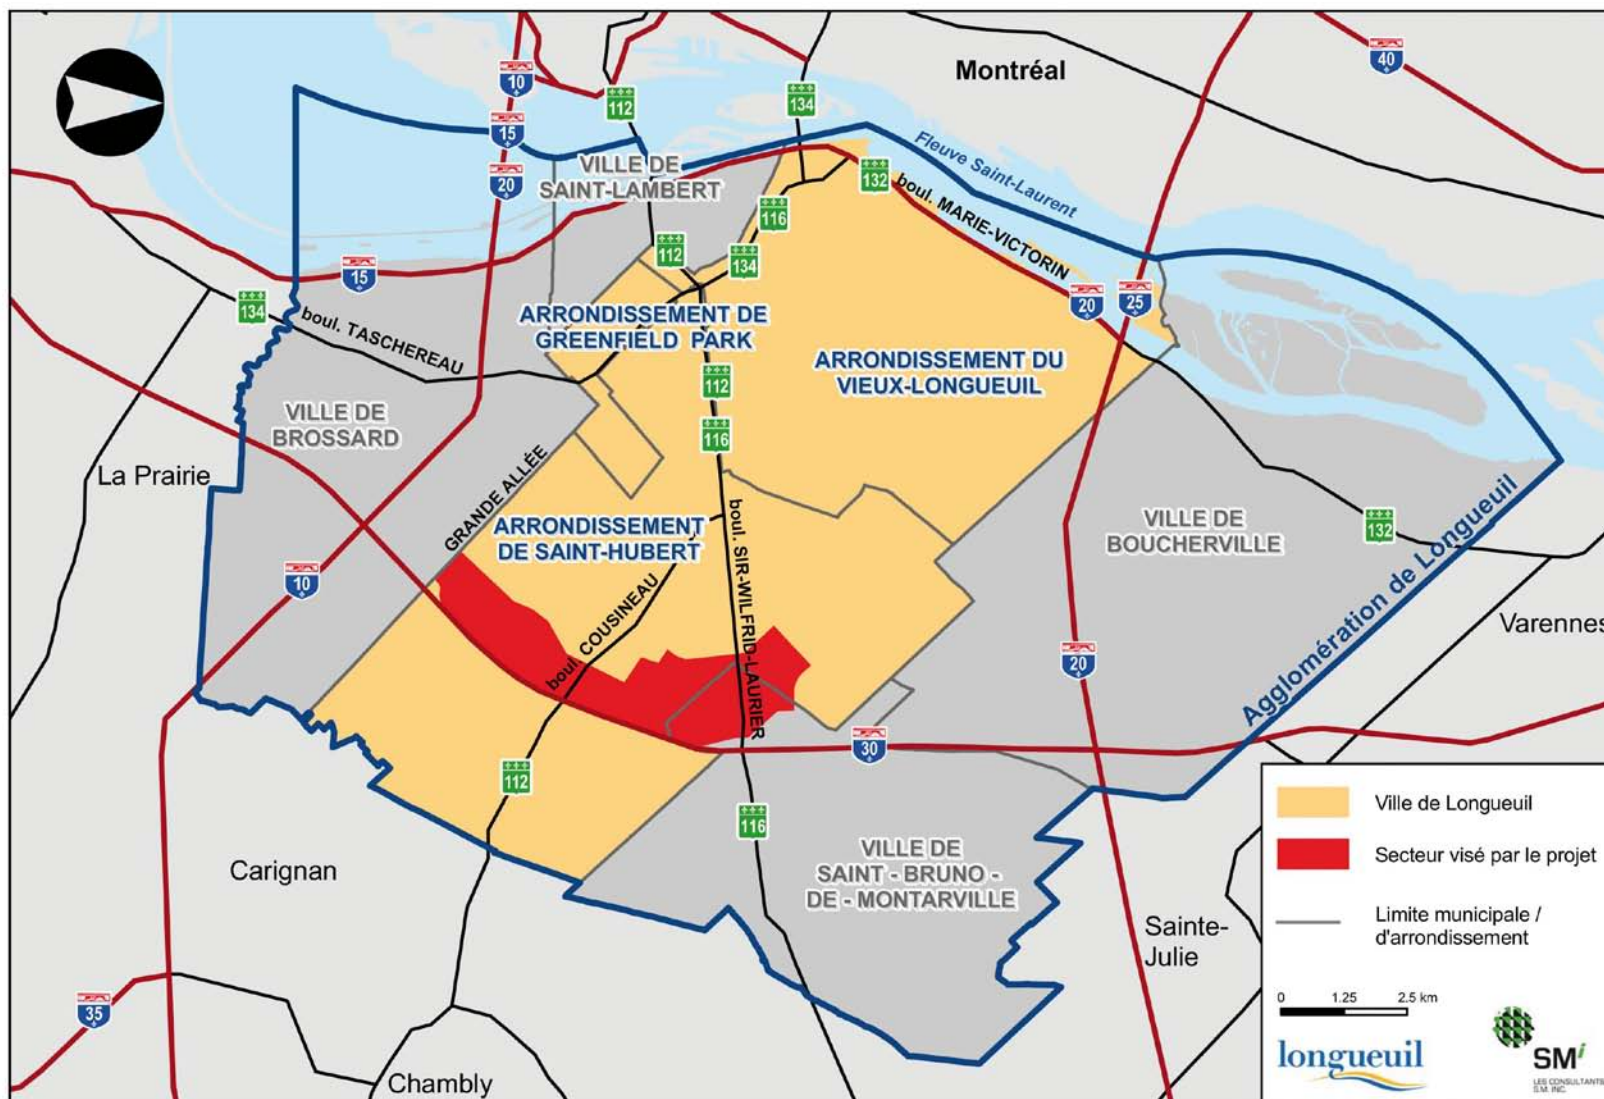 Montréal
40
10
112
134
15
20
VILLE DE
SAINT-LAMBERT
Fleuve Saint-Laurent
132
boul. MARIE-VICTORIN
116
112
134
15
134
boul. TASCHEREAU
20
25
ARRONDISSEMENT DE
GREENFIELD PARK
ARRONDISSEMENT DU
VIEUX-LONGUEUIL
112
116
VILLE DE
BROSSARD
La Prairie
GRANDE ALLÉE
ARRONDISSEMENT
DE SAINT-HUBERT
boul. SIR-WILFRID-LAURIER
VILLE DE
BOUCHERVILLE
132
Agglomération de Longueuil
10
boul. COUSINEAU
Varennes
20
30
112
116
VILLE DE
SAINT - BRUNO -
DE - MONTARVILLE
Carignan
Sainte-
Julie
35
Chambly
Ville de Longueuil
Secteur visé par le projet
Limite municipale /
d'arrondissement
0 1.25 2.5 km
longueuil
SMi
LES CONSULTANTS
S.M. INC.